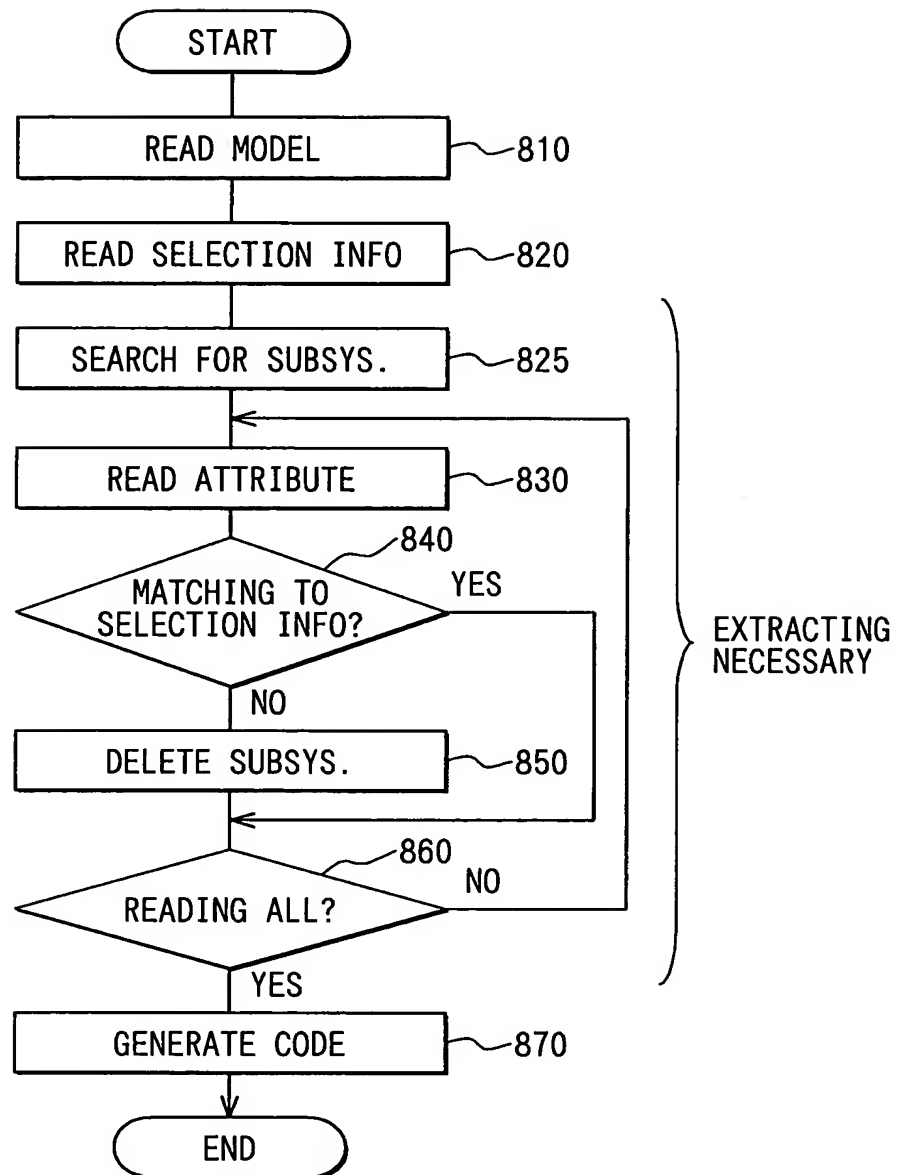 START
READ MODEL
810
READ SELECTION INFO
820
SEARCH FOR SUBSYS.
825
READ ATTRIBUTE
830
840
MATCHING TO
SELECTION INFO?
YES
NO
EXTRACTING
NECESSARY
DELETE SUBSYS.
850
860
READING ALL?
NO
YES
GENERATE CODE
870
END